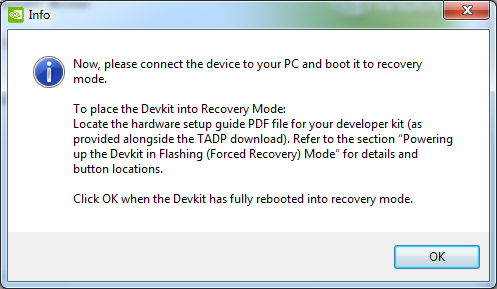 Info
Now, please connect the device to your PC and boot it to recovery
mode.
To place the Devkit into Recovery Mode:
Locate the hardware setup guide PDF file for your developer kit (as
provided alongside the TADP download). Refer to the section “Powering
up the Devkit in Flashing (Forced Recovery) Mode” for details and
button locations.
Click OK when the Devkit has fully rebooted into recovery mode.
OK